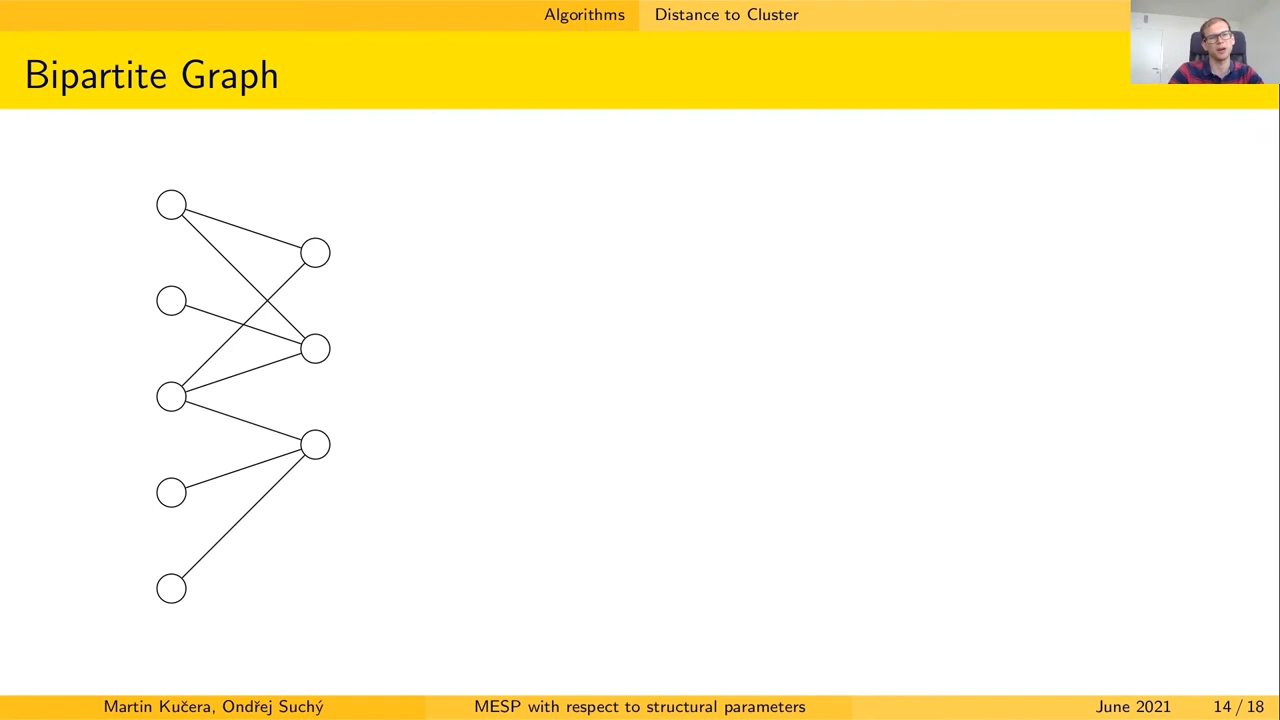 Algorithms Distance to Cluster
Bipartite Graph
Martin Kučera, Ondřej Suchý MESP with respect to structural parameters June 2021 14 / 18